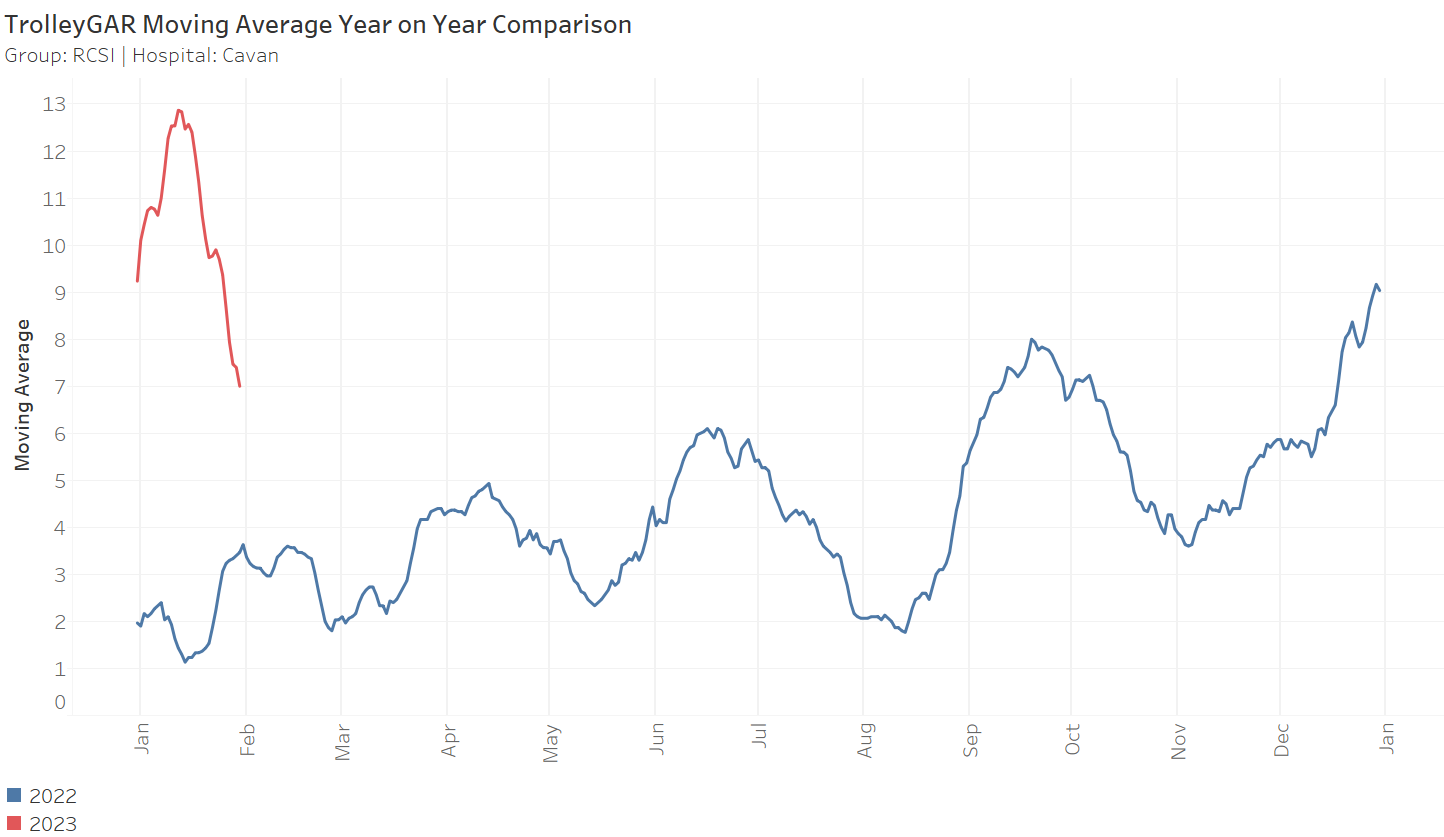 TrolleyGAR Moving Average Year on Year Comparison
Group: RCSI | Hospital: Cavan
13
12
11
10
9
8
7
6
5
4
3
2
1
0
Moving Average
Jan
Feb
Mar
Apr
May
Jun
Jul
Aug
Sep
Oct
Nov
Dec
Jan
2022
2023